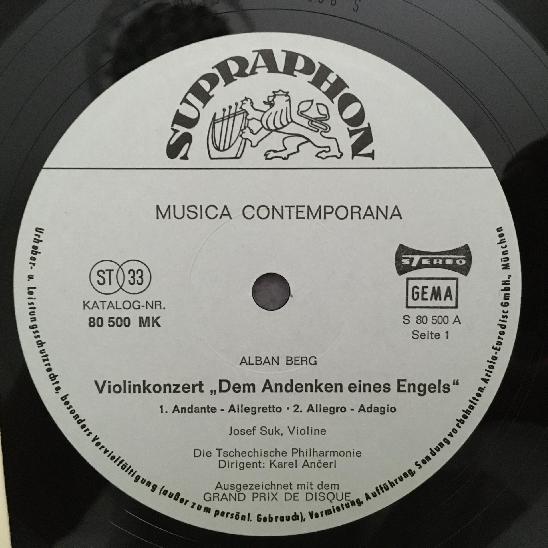 SUPRAPHON
MUSICA CONTEMPORANA
ST 33
KATALOG-NR.
80 500 MK
STEREO
GEMA
S 80 500 A
Seite 1
ALBAN BERG
Violinkonzert „Dem Andenken eines Engels“
1. Andante - Allegretto · 2. Allegro - Adagio
Josef Suk, Violine
Die Tschechische Philharmonie
Dirigent: Karel Ančerl
Ausgezeichnet mit dem
GRAND PRIX DE DISQUE
Urheber- u. Leistungsschutzrechte, besonders Vervielfältigung (außer zum persönl. Gebrauch), Vermietung, Aufführung, Sendung vorbehalten. Ariola-Eurodisc GmbH., München